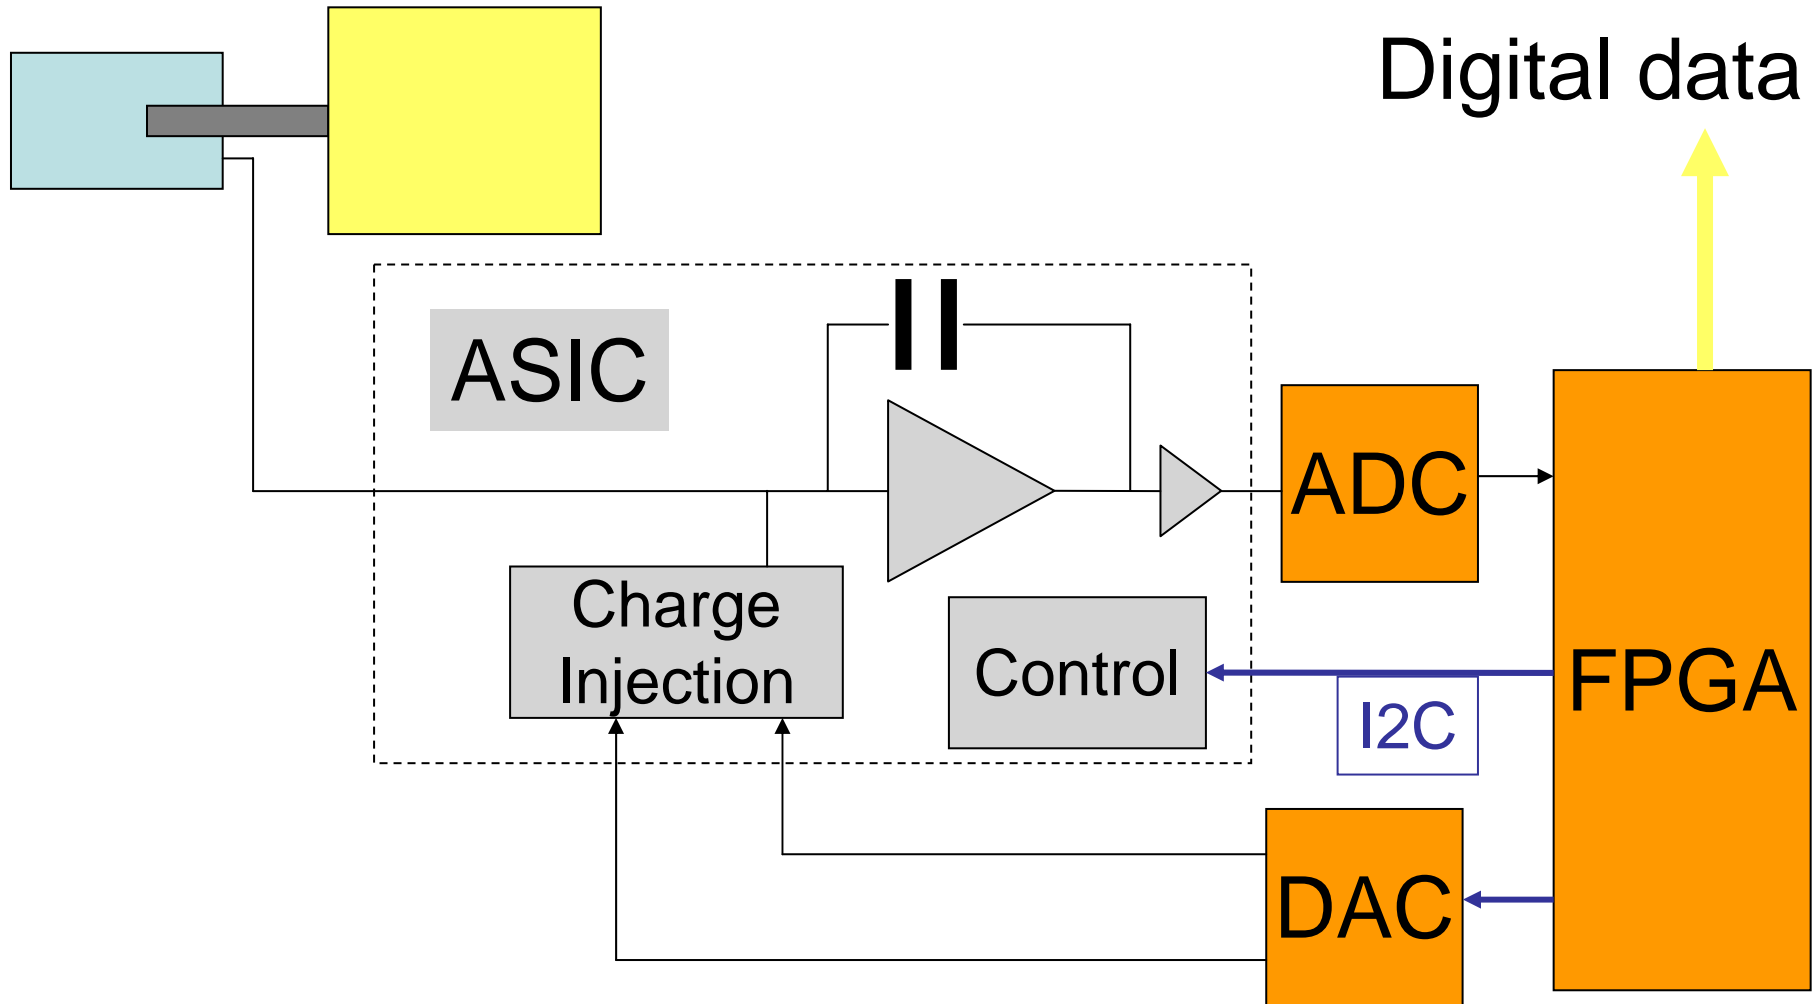 Digital data
ASIC
ADC
Charge
Injection
Control
FPGA
I2C
DAC